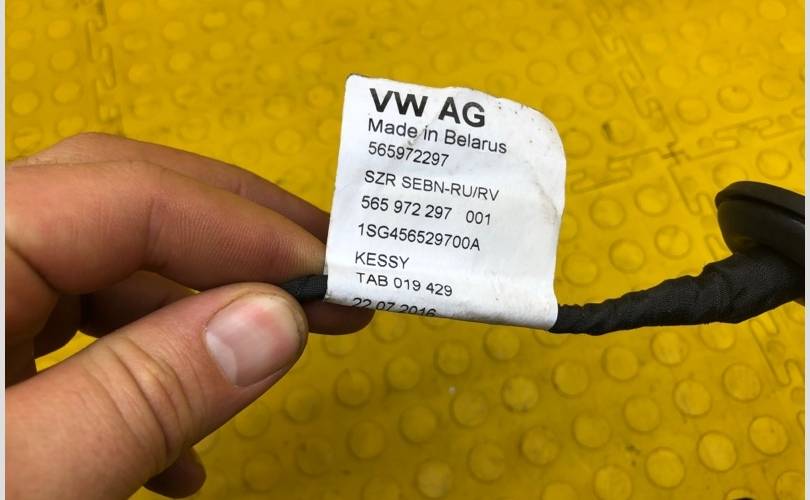 VW AG
Made in Belarus
565972297
SZR SEBN-RU/RV
565 972 297 001
1SG456529700A
KESSY
TAB 019 429
22.07.2016